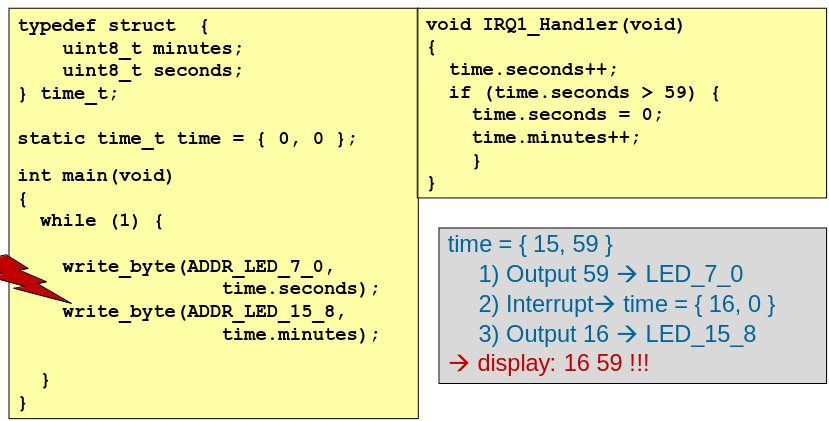 typedef struct  {
    uint8_t minutes;
    uint8_t seconds;
} time_t;
static time_t time = { 0, 0 };
int main(void)
{
  while (1) {
    write_byte(ADDR_LED_7_0,
                  time.seconds);
    write_byte(ADDR_LED_15_8,
                  time.minutes);
  }
}
void IRQ1_Handler(void)
{
  time.seconds++;
  if (time.seconds > 59) {
    time.seconds = 0;
    time.minutes++;
    }
}
time = { 15, 59 }
1) Output 59 → LED_7_0
2) Interrupt→ time = { 16, 0 }
3) Output 16 → LED_15_8
→ display: 16 59 !!!